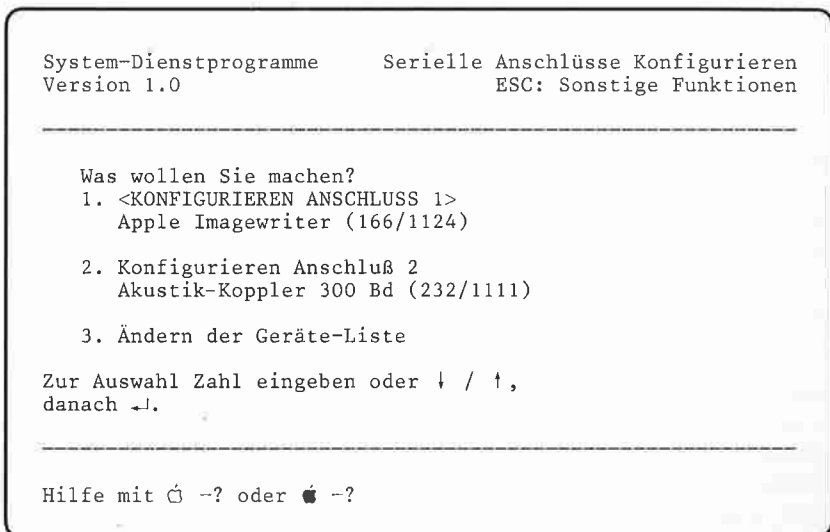 System-Dienstprogramme Serielle Anschlüsse Konfigurieren
Version 1.0 ESC: Sonstige Funktionen
Was wollen Sie machen?
1. <KONFIGURIEREN ANSCHLUSS 1>
Apple Imagewriter (166/1124)
2. Konfigurieren Anschluß 2
Akustik-Koppler 300 Bd (232/1111)
3. Ändern der Geräte-Liste
Zur Auswahl Zahl eingeben oder ↓ / ↑,
danach ↵.
Hilfe mit  -? oder  -?